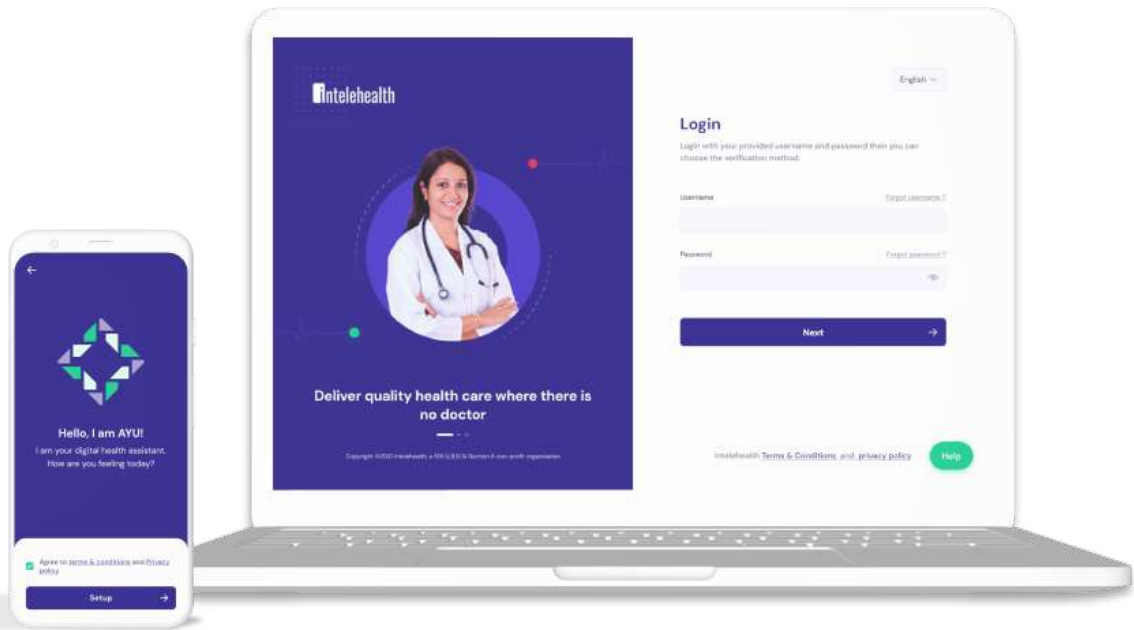 Hello, I am AYU!
I am your digital health assistant.
How are you feeling today?
Agree to terms & conditions and Privacy
policy
Setup
intelehealth
Deliver quality health care where there is
no doctor
English
Login
Login with your provided username and password then you can
choose the verification method.
Username Forgot username ?
Password Forgot password ?
Next
Intelehealth Terms & Conditions and privacy policy
Help